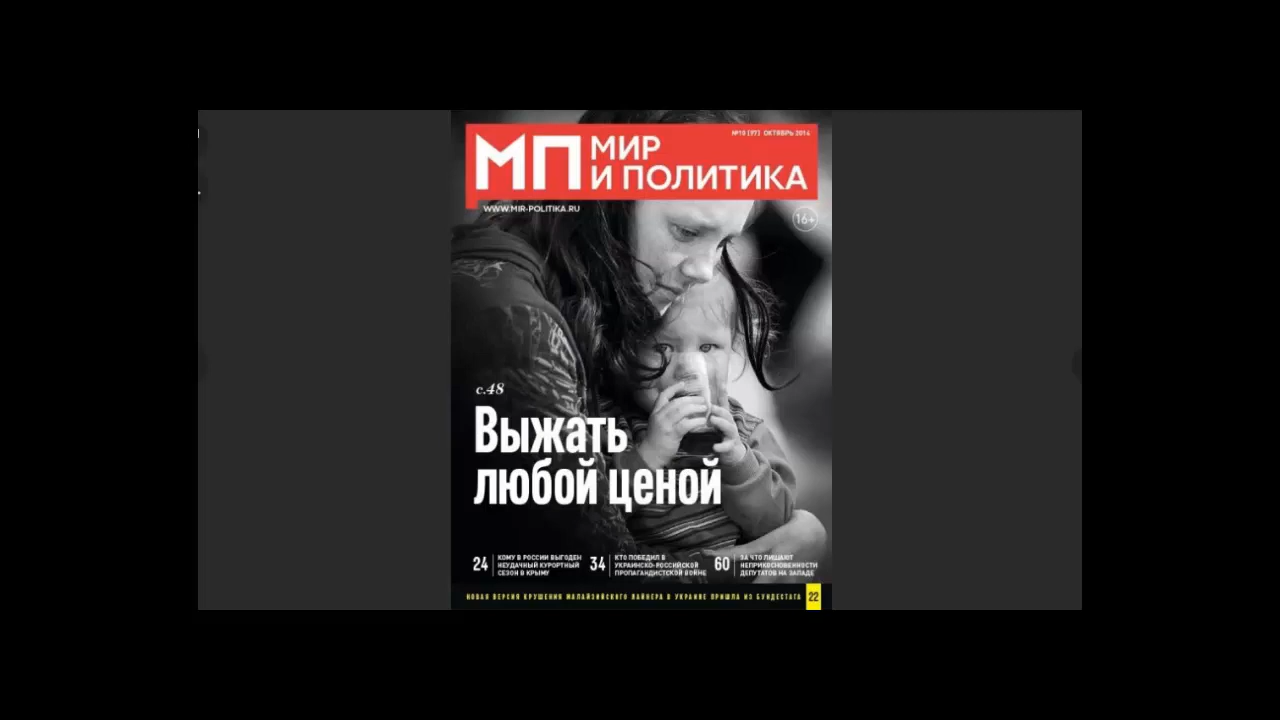 №10 (97) ОКТЯБРЬ 2014
МП МИР
И ПОЛИТИКА
WWW.MIR-POLITIKA.RU
16+
с.48
Выжать
любой ценой
24 КОМУ В РОССИИ ВЫГОДЕН
НЕУДАЧНЫЙ КУРОРТНЫЙ
СЕЗОН В КРЫМУ
34 КТО ПОБЕДИЛ В
УКРАИНСКО-РОССИЙСКОЙ
ПРОПАГАНДИСТСКОЙ ВОЙНЕ
60 ЗА ЧТО ЛИШАЮТ
НЕПРИКОСНОВЕННОСТИ
ДЕПУТАТОВ НА ЗАПАДЕ
НОВАЯ ВЕРСИЯ КРУШЕНИЯ МАЛАЙЗИЙСКОГО ЛАЙНЕРА В УКРАИНЕ ПРИШЛА ИЗ БУНДЕСТАГА 22